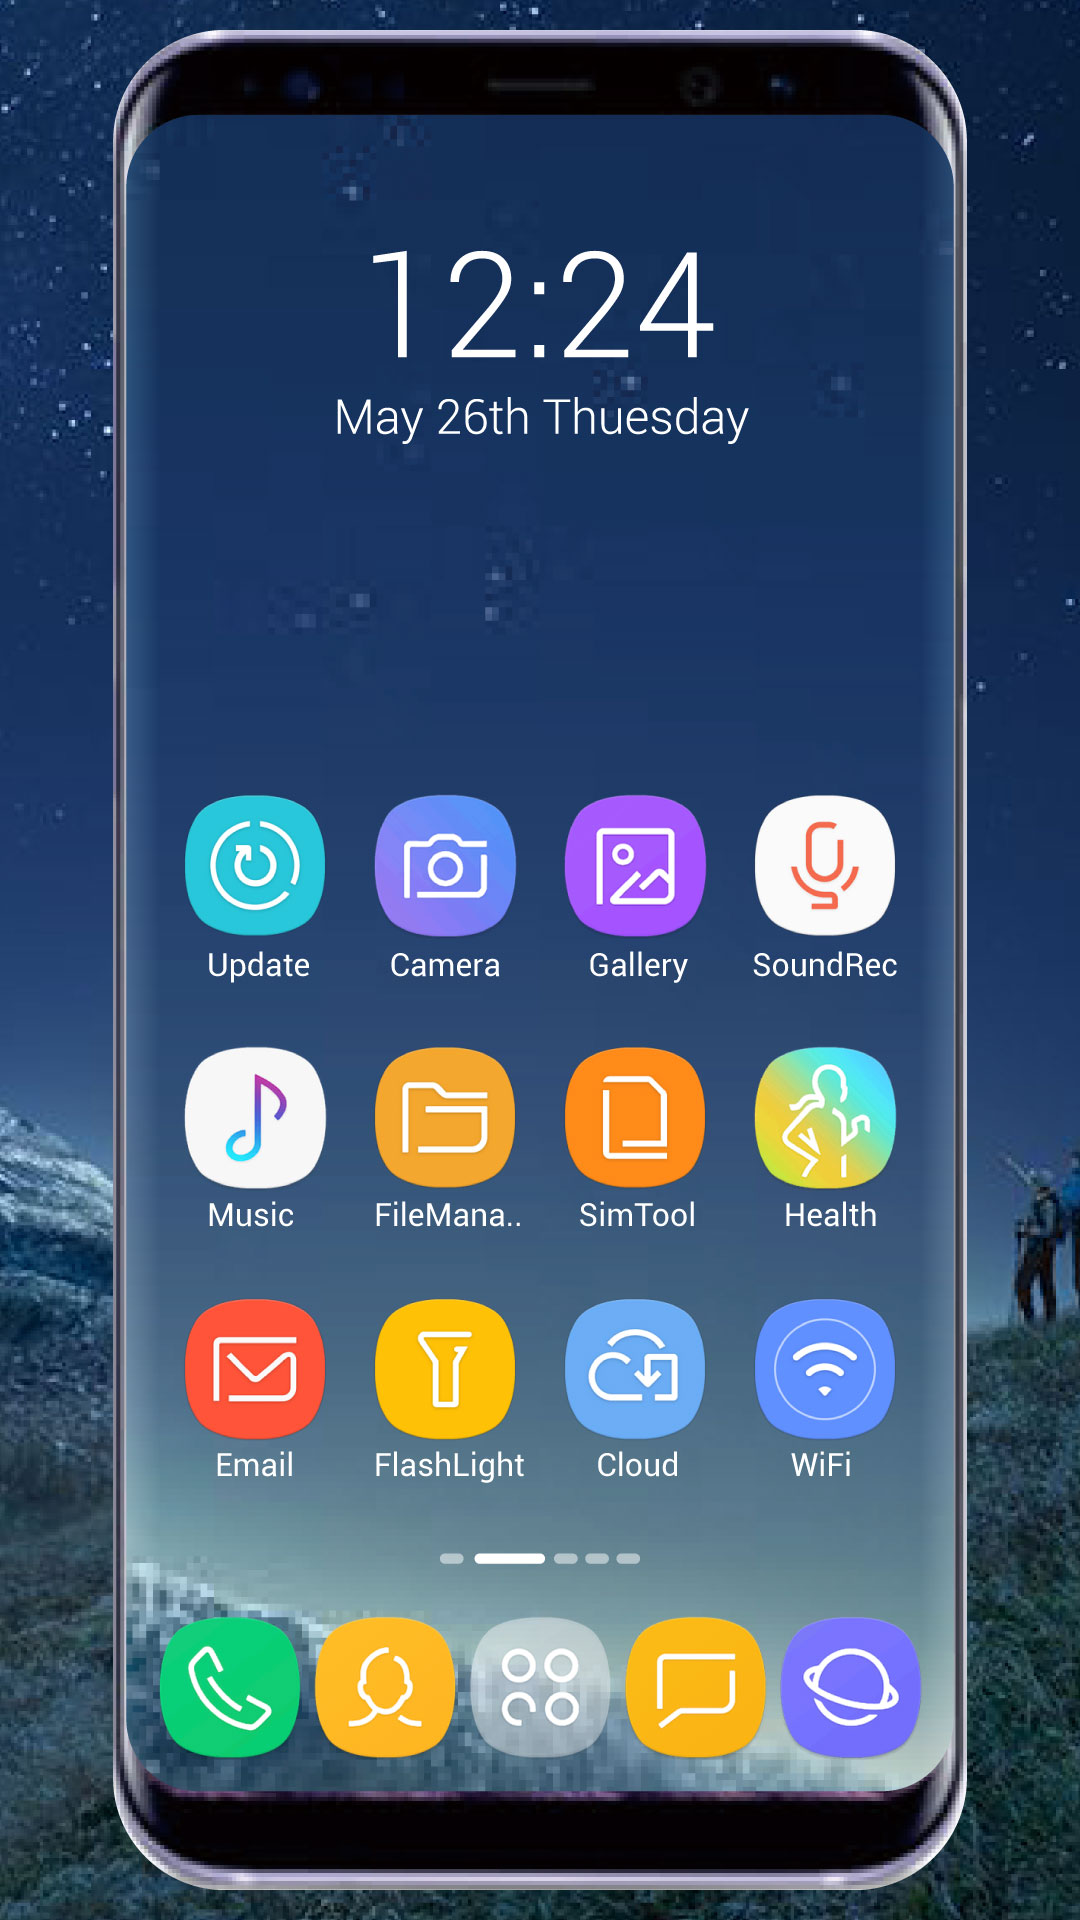 12:24
May 26th Thuesday
Update Camera Gallery SoundRec
Music FileMana.. SimTool Health
Email FlashLight Cloud WiFi